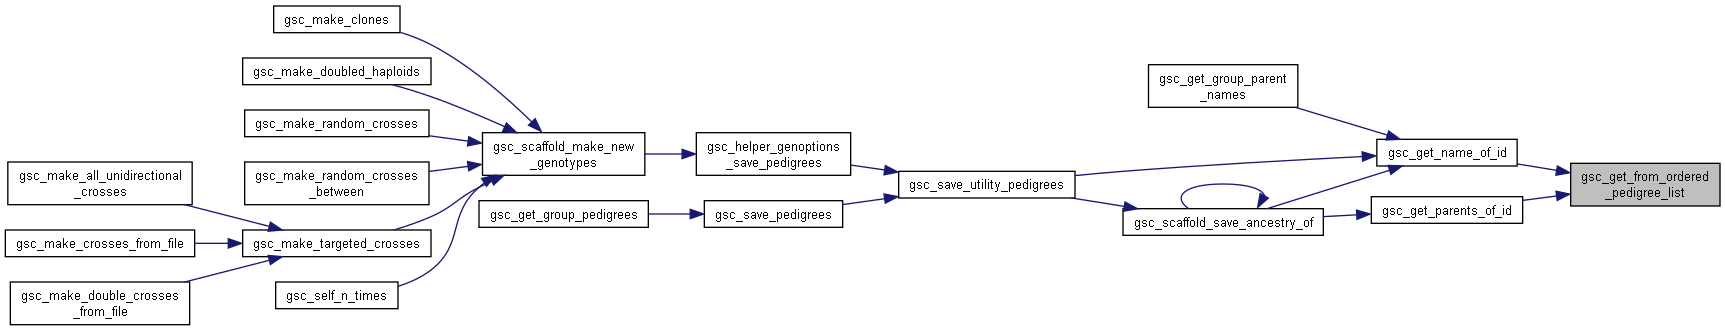 gsc_make_clones
gsc_make_doubled_haploids
gsc_make_random_crosses
gsc_make_all_unidirectional
_crosses
gsc_make_random_crosses
_between
gsc_make_crosses_from_file
gsc_make_targeted_crosses
gsc_make_double_crosses
_from_file
gsc_self_n_times
gsc_scaffold_make_new
_genotypes
gsc_get_group_pedigrees
gsc_helper_genoptions
_save_pedigrees
gsc_save_pedigrees
gsc_save_utility_pedigrees
gsc_get_group_parent
_names
gsc_scaffold_save_ancestry_of
gsc_get_name_of_id
gsc_get_parents_of_id
gsc_get_from_ordered
_pedigree_list